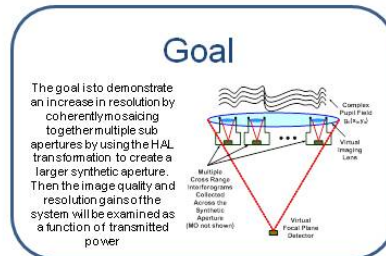 Goal
The goal is to demonstrate
an increase in resolution by
coherently mosaicing
together multiple sub
apertures by using the HAL
transformation to create a
larger synthetic aperture.
Then the image quality and
resolution gains of the
system will be examined as
a function of transmitted
power
Complex
Pupil Field
Virtual
Imaging
Lens
Multiple
Cross Range
Interferograms
Collected
Across the
Synthetic
Aperture
(MO not shown)
Virtual
Focal Plane
Detector